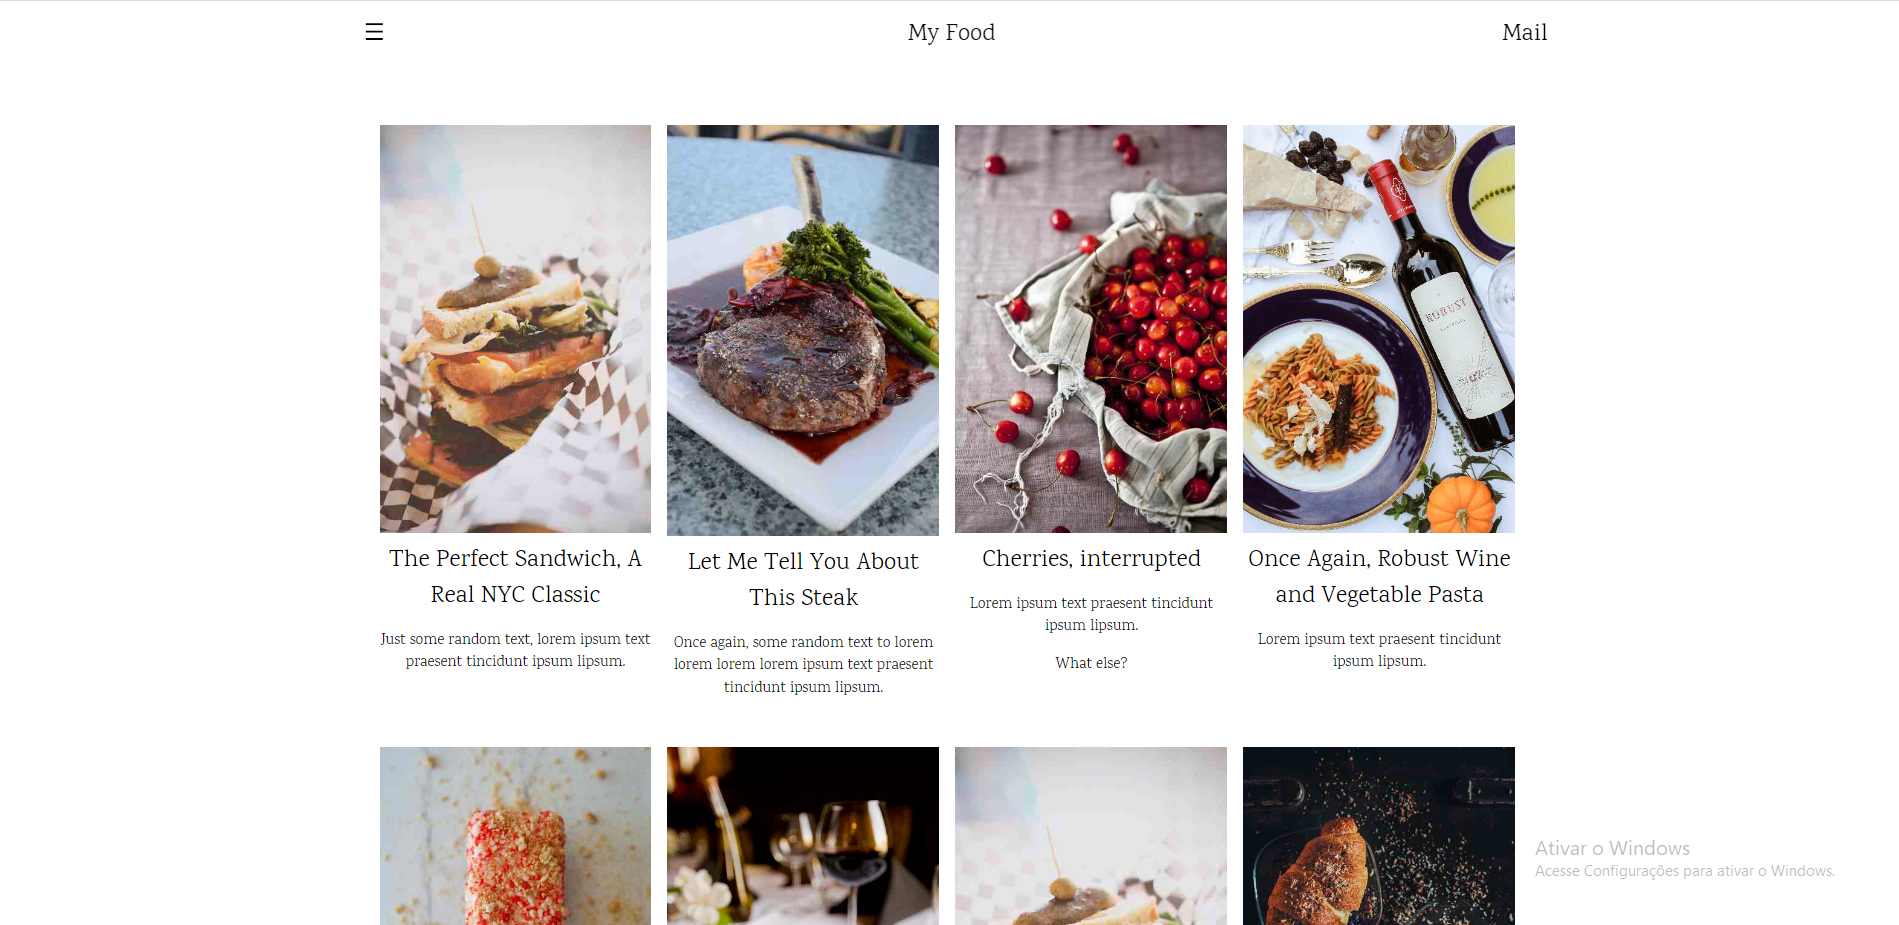 ☰
My Food
Mail
ROBUST
The Perfect Sandwich, A
Real NYC Classic
Just some random text, lorem ipsum text
praesent tincidunt ipsum lipsum.
Let Me Tell You About
This Steak
Once again, some random text to lorem
lorem lorem lorem ipsum text praesent
tincidunt ipsum lipsum.
Cherries, interrupted
Lorem ipsum text praesent tincidunt
ipsum lipsum.
What else?
Once Again, Robust Wine
and Vegetable Pasta
Lorem ipsum text praesent tincidunt
ipsum lipsum.
Ativar o Windows
Acesse Configurações para ativar o Windows.